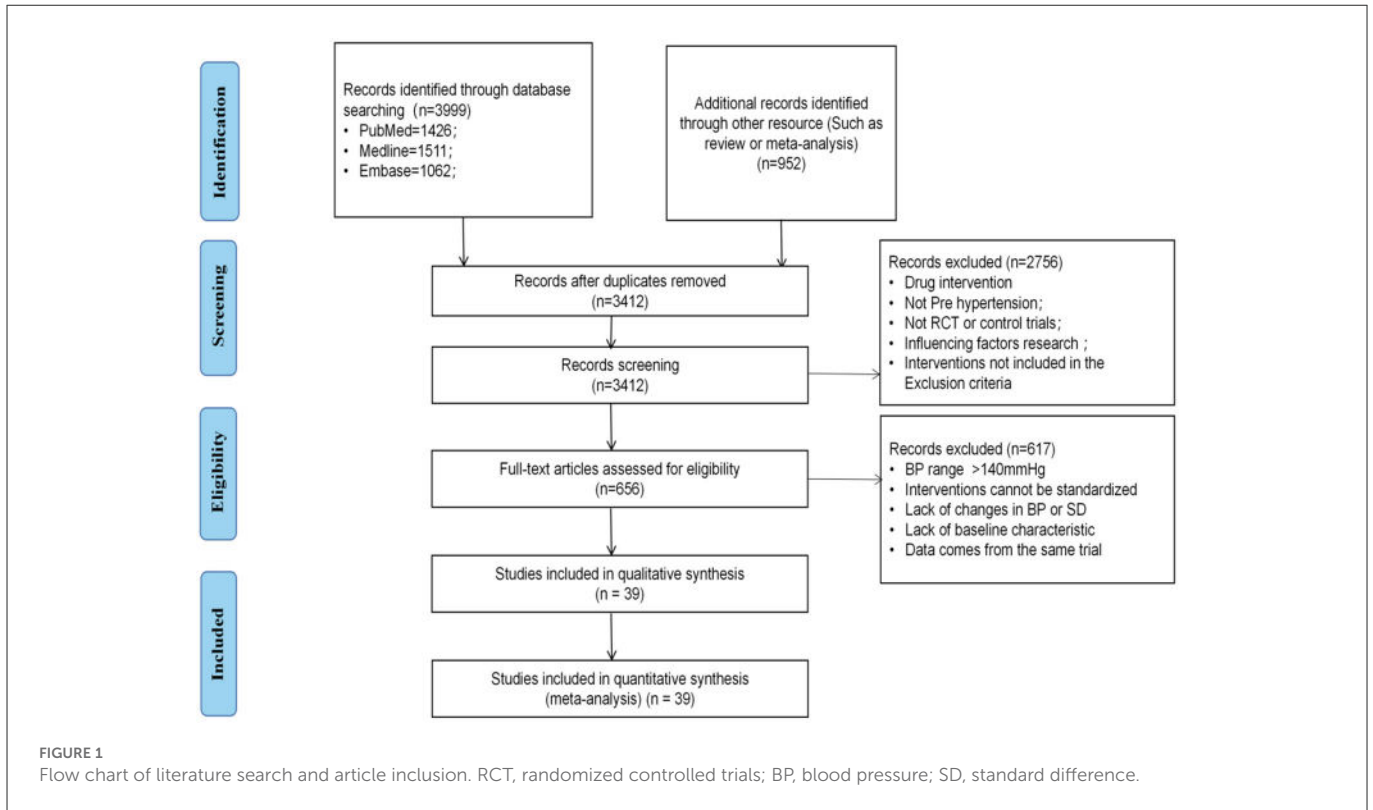 Identification
Records identified through database
searching (n=3999)
• PubMed=1426;
• Medline=1511;
• Embase=1062;
Additional records identified
through other resource (Such as
review or meta-analysis)
(n=952)
Screening
Records after duplicates removed
(n=3412)
Records screening
(n=3412)
Records excluded (n=2756)
• Drug intervention
• Not Pre hypertension;
• Not RCT or control trials;
• Influencing factors research ;
• Interventions not included in the
Exclusion criteria
Eligibility
Full-text articles assessed for eligibility
(n=656)
Records excluded (n=617)
• BP range >140mmHg
• Interventions cannot be standardized
• Lack of changes in BP or SD
• Lack of baseline characteristic
• Data comes from the same trial
Included
Studies included in qualitative synthesis
(n = 39)
Studies included in quantitative synthesis
(meta-analysis) (n = 39)
FIGURE 1
Flow chart of literature search and article inclusion. RCT, randomized controlled trials; BP, blood pressure; SD, standard difference.